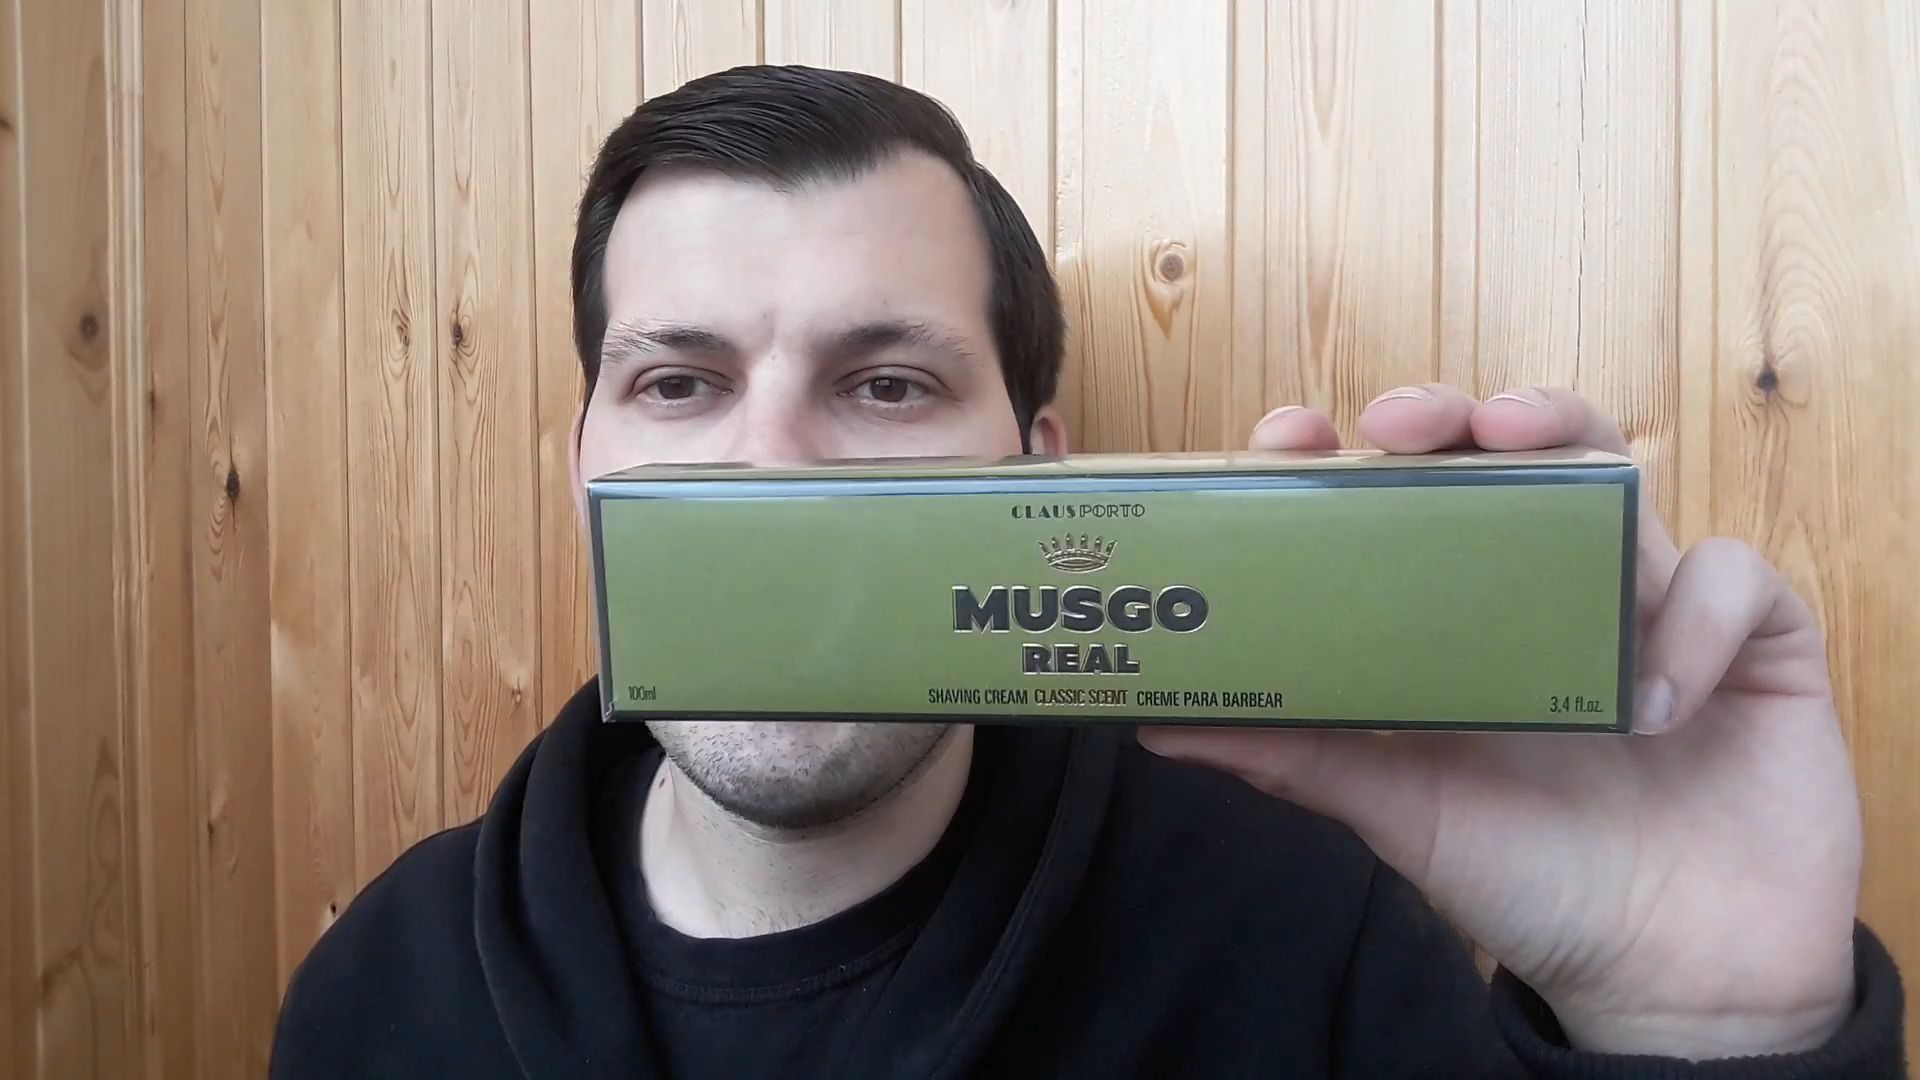 CLAUS PORTO
MUSGO
REAL
100ml
SHAVING CREAM CLASSIC SCENT CREME PARA BARBEAR
3,4 fl.oz.